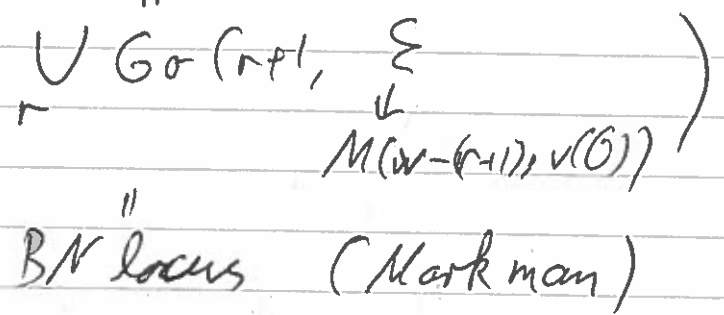 "
∪ Gr(r+1, ℰ )
r ↓
M(v-(r+1), v(O))
"
BN locus (Markman)